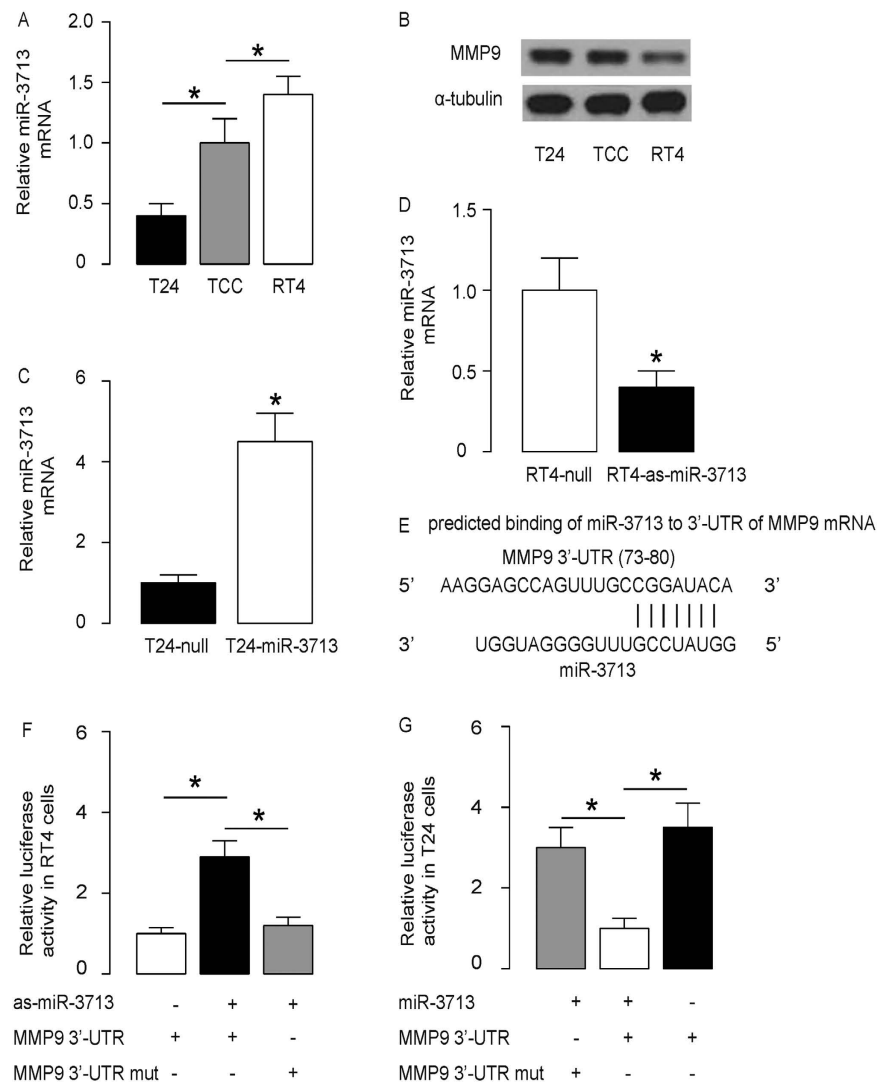 A
Relative miR-3713
mRNA
2.0
1.5
1.0
0.5
0
*
*
T24 TCC RT4
B
MMP9
α-tubulin
T24 TCC RT4
C
Relative miR-3713
mRNA
6
4
2
0
*
T24-null T24-miR-3713
D
Relative miR-3713
mRNA
1.5
1.0
0.5
0
*
RT4-null RT4-as-miR-3713
E predicted binding of miR-3713 to 3'-UTR of MMP9 mRNA
MMP9 3'-UTR (73-80)
5' AAGGAGCCAGUUUGCCGGAUACA 3'
3' UGGUAGGGGUUUGCCUAUGG 5'
miR-3713
F
Relative luciferase
activity in RT4 cells
6
4
2
0
*
*
as-miR-3713 - + +
MMP9 3'-UTR + + -
MMP9 3'-UTR mut - - +
G
Relative luciferase
activity in T24 cells
6
4
2
0
*
*
miR-3713 + + -
MMP9 3'-UTR - + +
MMP9 3'-UTR mut + - -